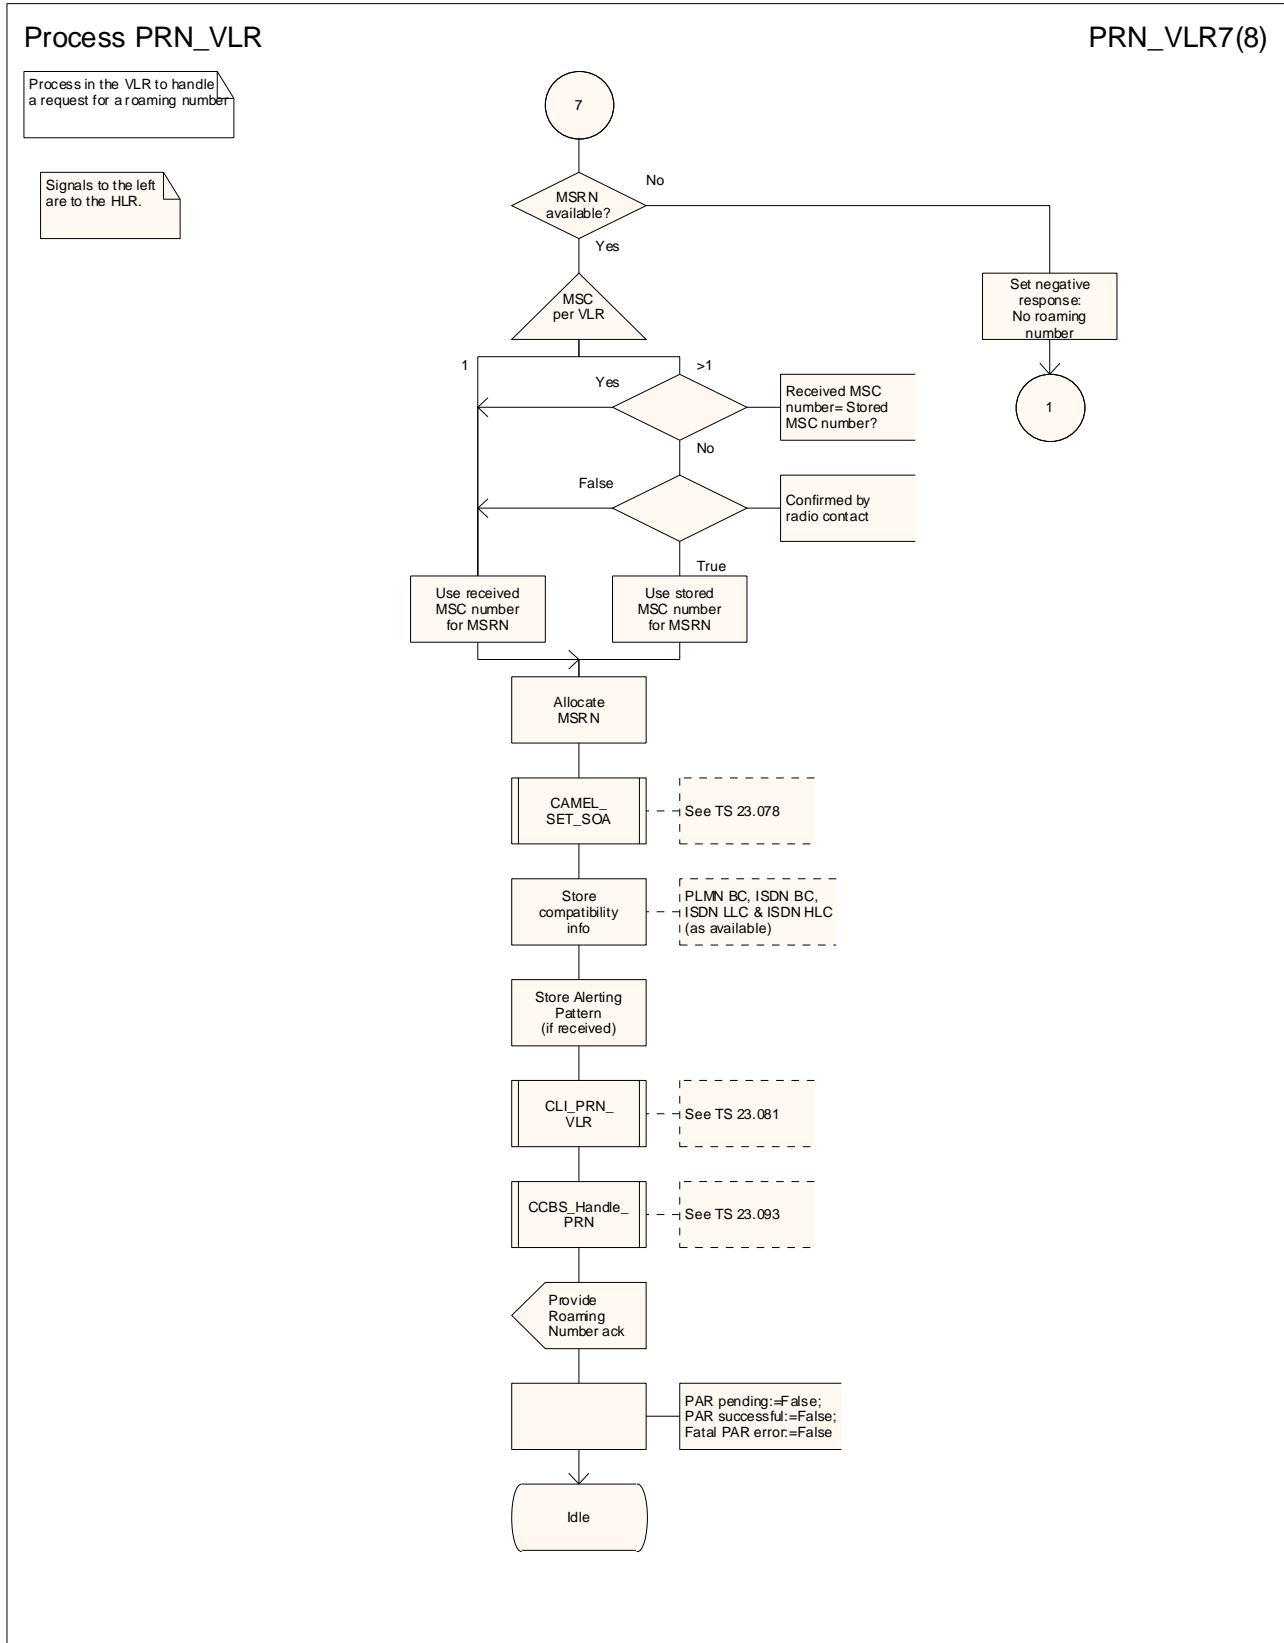 Process PRN_VLR
PRN_VLR7(8)
Process in the VLR to handle
a request for a roaming number
Signals to the left
are to the HLR.
7
MSRN
available?
No
Yes
MSC
per VLR
Set negative
response:
No roaming
number
1
>1
Yes
Received MSC
number= Stored
MSC number?
1
No
False
Confirmed by
radio contact
True
Use received
MSC number
for MSRN
Use stored
MSC number
for MSRN
Allocate
MSRN
CAMEL_
SET_SOA
See TS 23.078
Store
compatibility
info
PLMN BC, ISDN BC,
ISDN LLC & ISDN HLC
(as available)
Store Alerting
Pattern
(if received)
CLI_PRN_
VLR
See TS 23.081
CCBS_Handle_
PRN
See TS 23.093
Provide
Roaming
Number ack
PAR pending:=False;
PAR successful:=False;
Fatal PAR error:=False
Idle